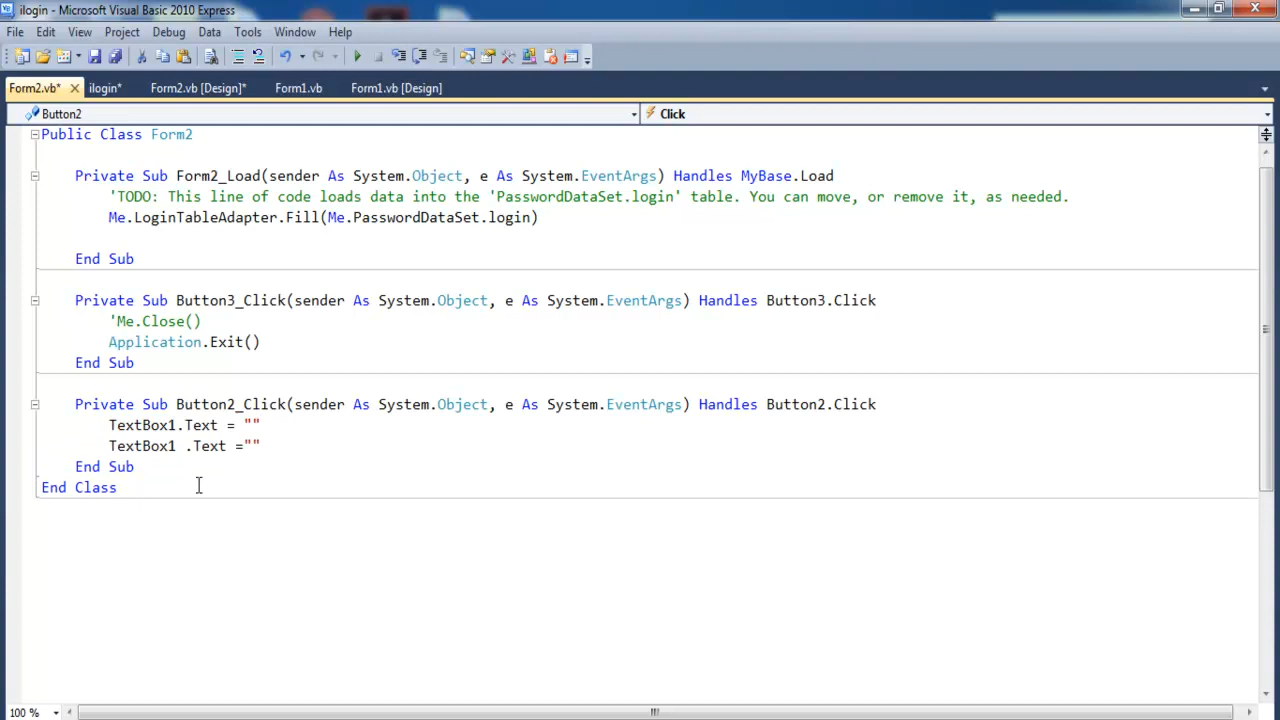 ilogin - Microsoft Visual Basic 2010 Express
File Edit View Project Debug Data Tools Window Help
Form2.vb* ilogin* Form2.vb [Design]* Form1.vb Form1.vb [Design]
Button2 Click
Public Class Form2
Private Sub Form2_Load(sender As System.Object, e As System.EventArgs) Handles MyBase.Load
'TODO: This line of code loads data into the 'PasswordDataSet.login' table. You can move, or remove it, as needed.
Me.LoginTableAdapter.Fill(Me.PasswordDataSet.login)
End Sub
Private Sub Button3_Click(sender As System.Object, e As System.EventArgs) Handles Button3.Click
'Me.Close()
Application.Exit()
End Sub
Private Sub Button2_Click(sender As System.Object, e As System.EventArgs) Handles Button2.Click
TextBox1.Text = ""
TextBox1 .Text =""
End Sub
End Class
100 %